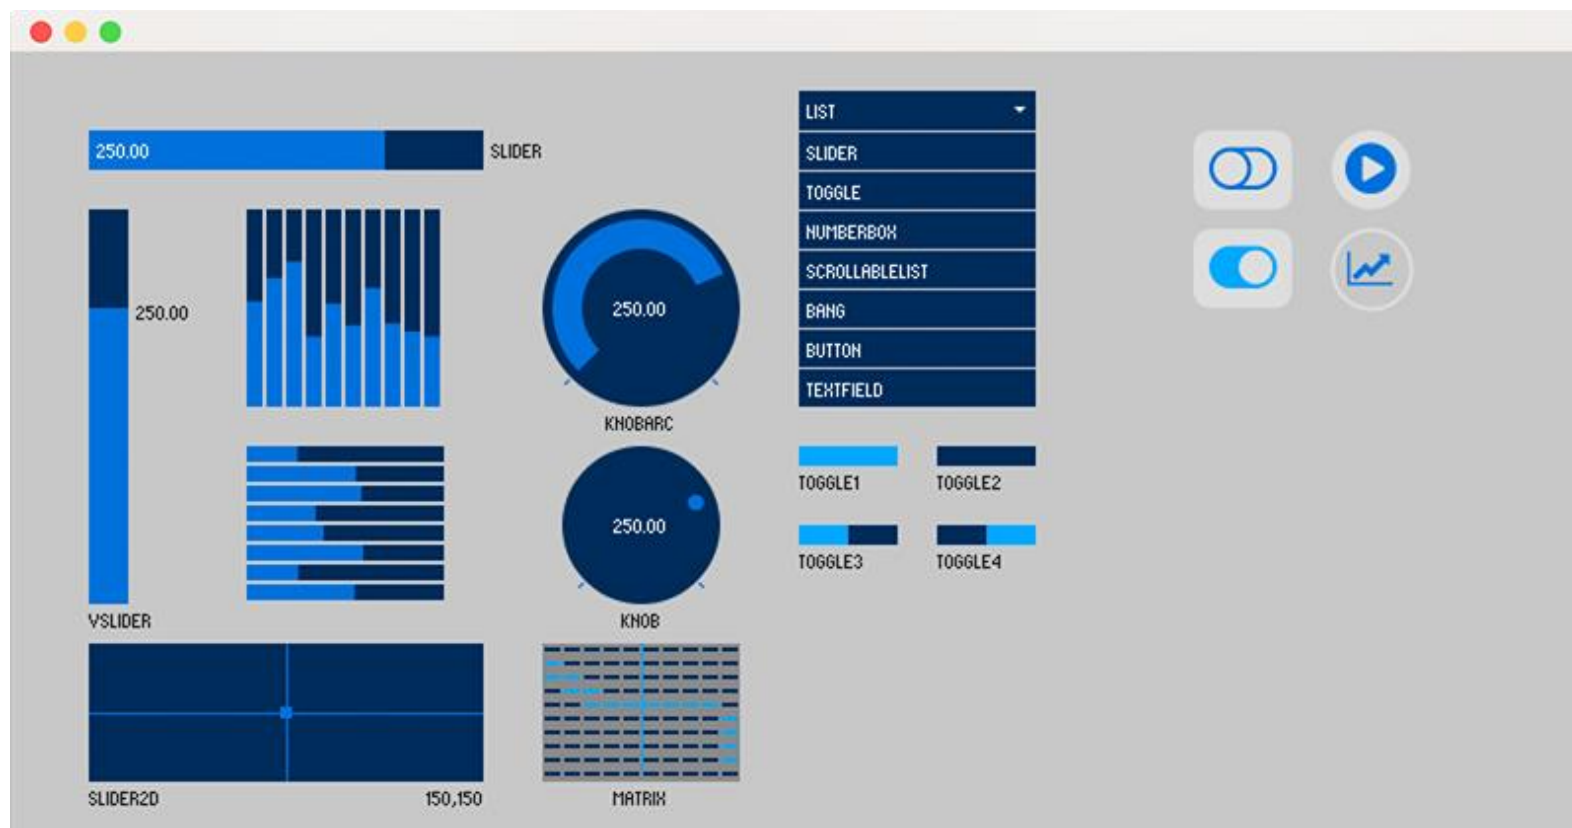 250.00
SLIDER
250.00
VSLIDER
250.00
KNOBARC
250.00
KNOB
SLIDER2D
150,150
MATRIX
LIST
SLIDER
TOGGLE
NUMBERBOX
SCROLLABLELIST
BANG
BUTTON
TEXTFIELD
TOGGLE1
TOGGLE2
TOGGLE3
TOGGLE4